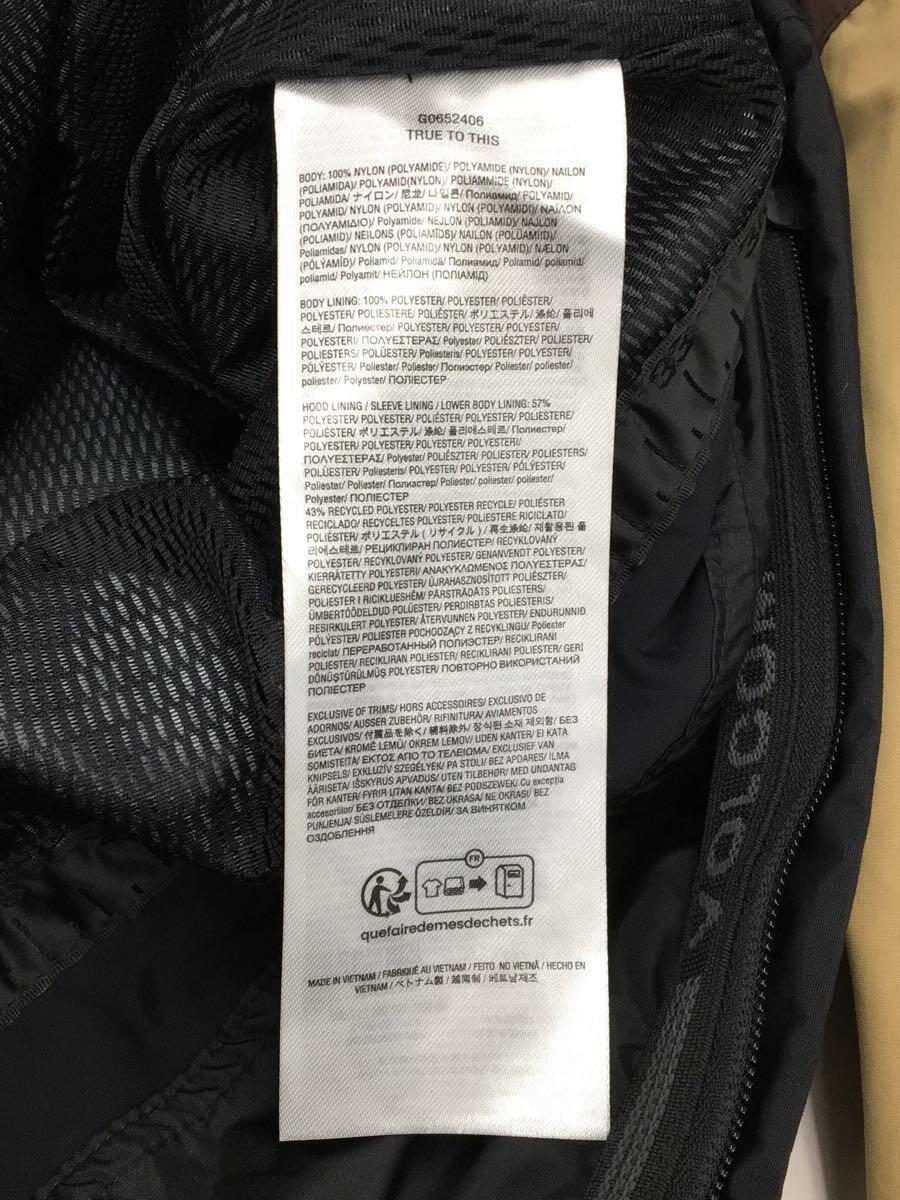 G0652406
TRUE TO THIS
BODY: 100% NYLON (POLYAMIDE)/ POLYAMIDE (NYLON)/ NAILON
(POLIAMIDA)/ POLYAMID(NYLON)/ POLIAMMIDE (NYLON)/
POLIAMIDA/ ナイロン/ 尼龙/ 나일론/ Полиамид/ POLYAMID/
POLYAMID/ NYLON (POLYAMID)/ NYLON (POLYAMIDI)/ ΝΑΪΛΟΝ
(ΠΟΛΥΑΜΙΔΙΟ)/ Polyamide/ NEJLON (POLIAMID)/ NAJLON
(POLIAMID)/ NEILONS (POLIAMĪDS)/ NAILON (POLÜAMIID)/
Poliamidas/ NYLON (POLYAMID)/ NYLON (POLYAMID)/ NÆLON
(PÓLÝAMÍÐ)/ Poliamid/ Poliamidă/ Полиамид/ Poliamid/ poliamid/
poliamid/ Polyamit/ НЕЙЛОН (ПОЛІАМІД)
BODY LINING: 100% POLYESTER/ POLYESTER/ POLIÉSTER/
POLYESTER/ POLIESTERE/ POLIÉSTER/ ポリエステル/ 涤纶/ 폴리에
스테르/ Полиестер/ POLYESTER/ POLYESTER/ POLYESTER/
POLYESTERI/ ΠΟΛΥΕΣΤΕΡΑΣ/ Polyester/ POLIÉSZTER/ POLIESTER/
POLIESTERS/ POLÜESTER/ Poliesteris/ POLYESTER/ POLYESTER/
PÓLÝESTER/ Poliester/ Poliester/ Полиэстер/ Poliester/ poliester/
poliester/ Polyester/ ПОЛІЕСТЕР
HOOD LINING / SLEEVE LINING / LOWER BODY LINING: 57%
POLYESTER/ POLYESTER/ POLIÉSTER/ POLYESTER/ POLIESTERE/
POLIÉSTER/ ポリエステル/ 涤纶/ 폴리에스테르/ Полиестер/
POLYESTER/ POLYESTER/ POLYESTER/ POLYESTERI/
ΠΟΛΥΕΣΤΕΡΑΣ/ Polyester/ POLIÉSZTER/ POLIESTER/ POLIESTERS/
POLÜESTER/ Poliesteris/ POLYESTER/ POLYESTER/ PÓLÝESTER/
Poliester/ Poliester/ Полиэстер/ Poliester/ poliester/ poliester/
Polyester/ ПОЛІЕСТЕР
43% RECYCLED POLYESTER/ POLYESTER RECYCLE/ POLIÉSTER
RECICLADO/ RECYCELTES POLYESTER/ POLIESTERE RICICLATO/
POLIÉSTER/ ポリエステル ( リサイクル ) / 再生涤纶/ 재활용된 폴
리에스테르/ РЕЦИКЛИРАН ПОЛИЕСТЕР/ RECYKLOVANÝ
POLYESTER/ RECYKLOVANÝ POLYESTER/ GENANVENDT POLYESTER/
KIERRÄTETTY POLYESTERI/ ΑΝΑΚΥΚΛΩΜΕΝΟΣ ΠΟΛΥΕΣΤΕΡΑΣ/
GERECYCLEERD POLYESTER/ ÚJRAHASZNOSÍTOTT POLIÉSZTER/
POLIESTER I RICIKLUESHËM/ PĀRSTRĀDĀTS POLIESTERS/
ÜMBERTÖÖDELDUD POLÜESTER/ PERDIRBTAS POLIESTERIS/
RESIRKULERT POLYESTER/ ÅTERVUNNEN POLYESTER/ ENDURUNNIÐ
PÓLÝESTER/ POLIESTER POCHODZĄCY Z RECYKLINGU/ Poliester
reciclat/ ПЕРЕРАБОТАННЫЙ ПОЛИЭСТЕР/ RECIKLIRANI
POLIESTER/ RECIKLIRAN POLIESTER/ RECIKLIRANI POLIESTER/ GERI
DÖNÜŞTÜRÜLMÜŞ POLYESTER/ ПОВТОРНО ВИКОРИСТАНИЙ
ПОЛІЕСТЕР
EXCLUSIVE OF TRIMS/ HORS ACCESSOIRES/ EXCLUSIVO DE
ADORNOS/ AUSSER ZUBEHÖR/ RIFINITURA/ AVIAMENTOS
EXCLUSIVOS/ 付属品を除く/ 辅料除外/ 장식된 소재 제외함/ БЕЗ
БИЕТА/ KROMĚ LEMŮ/ OKREM LEMOV/ UDEN KANTER/ EI KATA
SOMISTEITA/ ΕΚΤΟΣ ΑΠΟ ΤΟ ΤΕΛΕΙΩΜΑ/ EXCLUSIEF VAN
KNIPSELS/ EXKLUZÍV SZEGÉLYEK/ PA STOLI/ BEZ APDARES/ ILMA
ÄÄRISETA/ IŠSKYRUS APVADUS/ UTEN TILBEHØR/ MED UNDANTAG
FÖR KANTER/ FYRIR UTAN KANTA/ BEZ PODSZEWEK/ Cu excepția
accesoriilor/ БЕЗ ОТДЕЛКИ/ BEZ UKRASA/ NE OKRASI/ BEZ
PUNJENJA/ SÜSLEMELERE ÖZELDIR/ ЗА ВИНЯТКОМ
ОЗДОБЛЕННЯ
FR
quefairedemesdechets.fr
MADE IN VIETNAM / FABRIQUÉ AU VIETNAM / FEITO NO VIETNÃ / HECHO EN
VIETNAM / ベトナム製 / 越南制 / 베트남제조